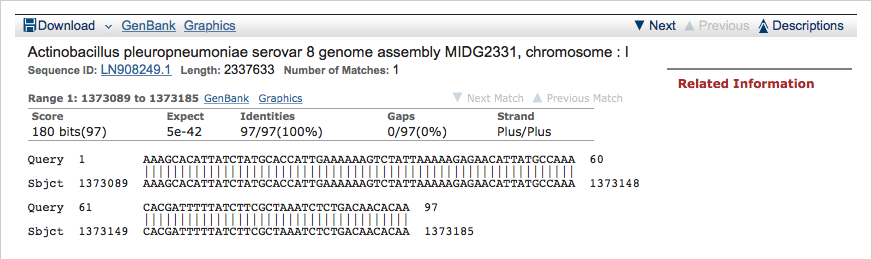 Download GenBank Graphics Next Previous Descriptions
Actinobacillus pleuropneumoniae serovar 8 genome assembly MIDG2331, chromosome : I
Sequence ID: LN908249.1 Length: 2337633 Number of Matches: 1
Related Information
Range 1: 1373089 to 1373185 GenBank Graphics Next Match Previous Match
Score Expect Identities Gaps Strand
180 bits(97) 5e-42 97/97(100%) 0/97(0%) Plus/Plus
Query 1 AAAGCACATTATCTATGCACCATTGAAAAAAGTCTATTAAAAAGAGAACATTATGCCAAA 60
Sbjct 1373089 AAAGCACATTATCTATGCACCATTGAAAAAAGTCTATTAAAAAGAGAACATTATGCCAAA 1373148
Query 61 CACGATTTTTATCTTCGCTAAATCTCTGACAACACAA 97
Sbjct 1373149 CACGATTTTTATCTTCGCTAAATCTCTGACAACACAA 1373185